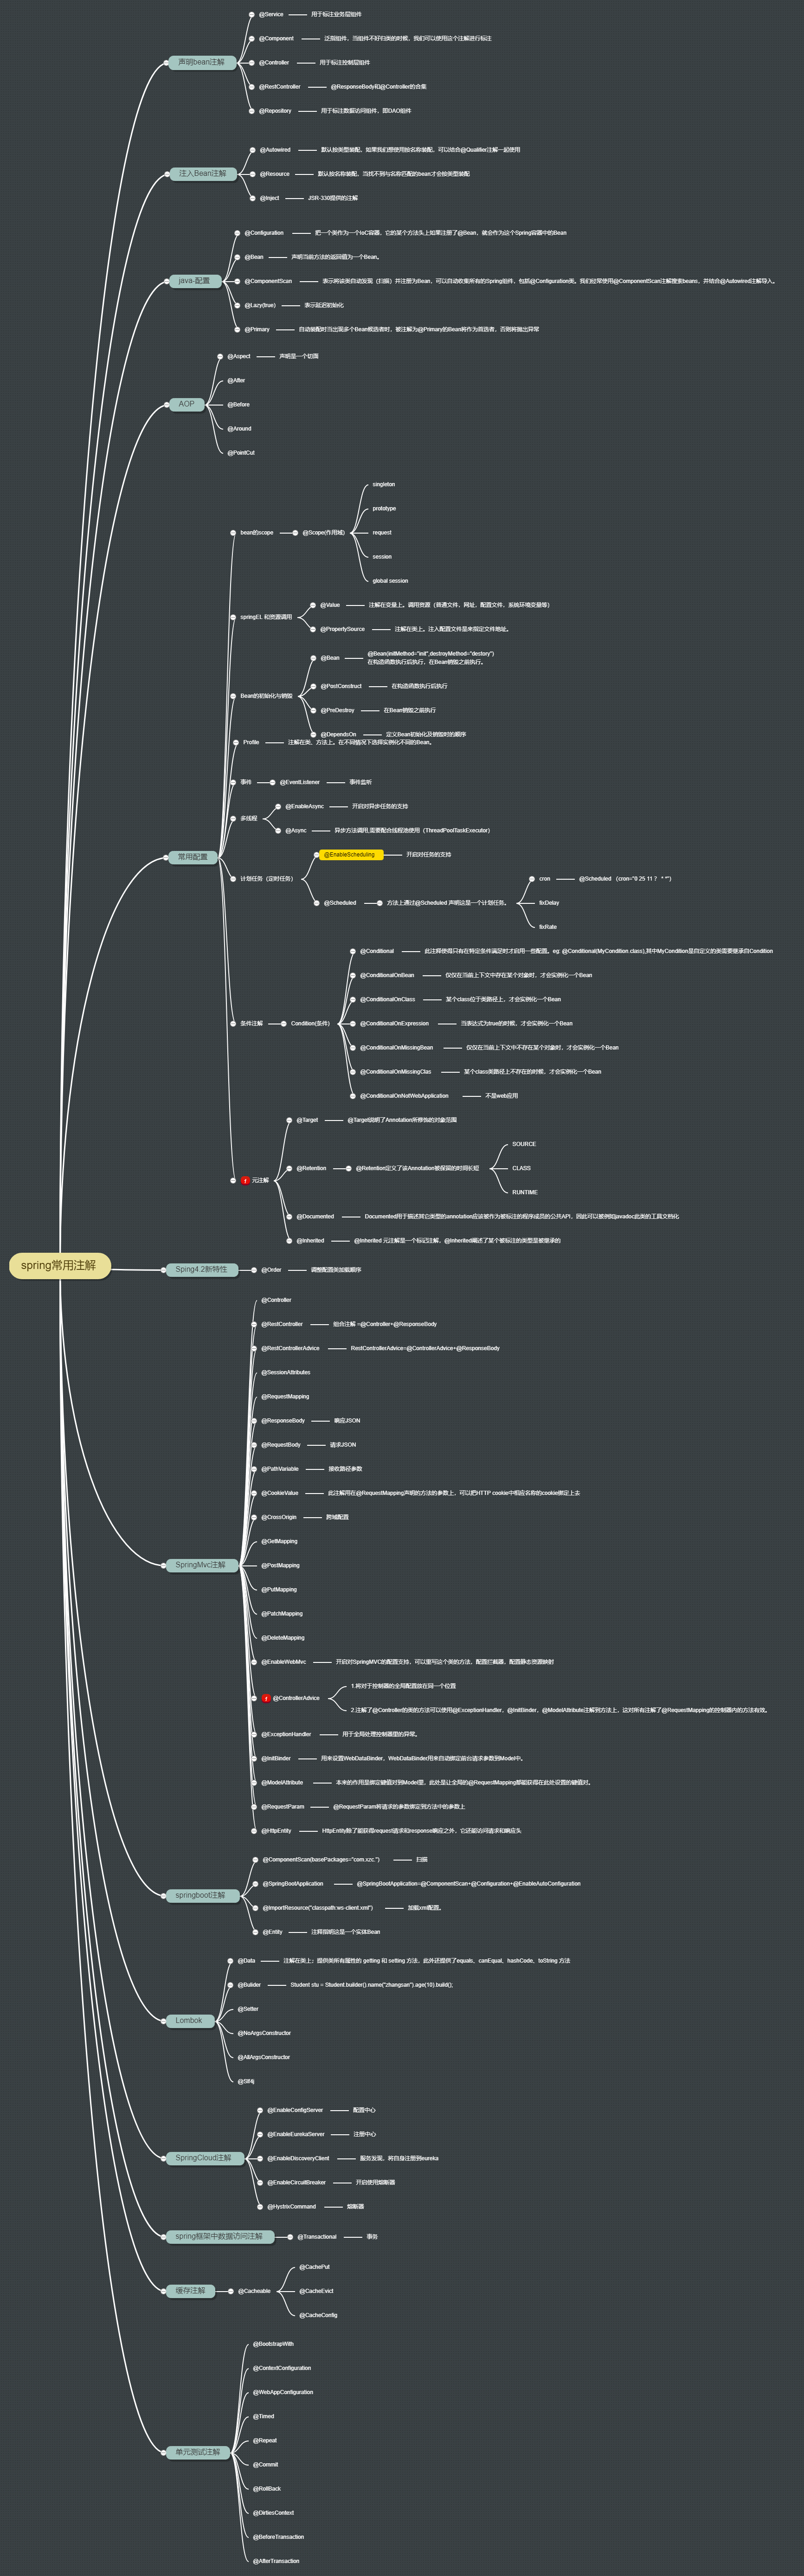 spring常用注解
声明bean注解
@Service
用于标注业务层组件
@Component
泛指组件，当组件不好归类的时候，我们可以使用这个注解进行标注
@Controller
用于标注控制层组件
@RestController
@ResponseBody和@Controller的合集
@Repository
用于标注数据访问组件，即DAO组件
注入Bean注解
@Autowired
默认按类型装配，如果我们想使用按名称装配，可以结合@Qualifier注解一起使用
@Resource
默认按名称装配，当找不到与名称匹配的bean才会按类型装配
@Inject
JSR-330提供的注解
java-配置
@Configuration
把一个类作为一个IoC容器，它的某个方法头上如果注册了@Bean，就会作为这个Spring容器中的Bean
@Bean
声明当前方法的返回值为一个Bean。
@ComponentScan
表示将该类自动发现（扫描）并注册为Bean，可以自动收集所有的Spring组件，包括@Configuration类。我们经常使用@ComponentScan注解搜索beans，并结合@Autowired注解导入。
@Lazy(true)
表示延迟初始化
@Primary
自动装配时当出现多个Bean候选者时，被注解为@Primary的Bean将作为首选者，否则将抛出异常
AOP
@Aspect
声明是一个切面
@After
@Before
@Around
@PointCut
常用配置
bean的scope
@Scope(作用域)
singleton
prototype
request
session
global session
springEL 和资源调用
@Value
注解在变量上。调用资源（普通文件，网址，配置文件，系统环境变量等）
@PropertySource
注解在类上。注入配置文件是来指定文件地址。
Bean的初始化与销毁
@Bean
@Bean(initMethod="init",destroyMethod="destory")
在构造函数执行后执行，在Bean销毁之前执行。
@PostConstruct
在构造函数执行后执行
@PreDestroy
在Bean销毁之前执行
@DependsOn
定义Bean初始化及销毁时的顺序
Profile
注解在类、方法上。在不同情况下选择实例化不同的Bean。
事件
@EventListener
事件监听
多线程
@EnableAsync
开启对异步任务的支持
@Async
异步方法调用,需要配合线程池使用（ThreadPoolTaskExecutor）
计划任务（定时任务）
@EnableScheduling
开启对任务的支持
@Scheduled
方法上通过@Scheduled 声明这是一个计划任务。
cron
@Scheduled （cron="0 25 11 ？ * *"）
fixDelay
fixRate
条件注解
Condition(条件)
@Conditional
此注释使得只有在特定条件满足时才启用一些配置。eg: @Conditional(MyCondition.class),其中MyCondition是自定义的类需要继承自Condition
@ConditionalOnBean
仅仅在当前上下文中存在某个对象时，才会实例化一个Bean
@ConditionalOnClass
某个class位于类路径上，才会实例化一个Bean
@ConditionalOnExpression
当表达式为true的时候，才会实例化一个Bean
@ConditionalOnMissingBean
仅仅在当前上下文中不存在某个对象时，才会实例化一个Bean
@ConditionalOnMissingClas
某个class类路径上不存在的时候，才会实例化一个Bean
@ConditionalOnNotWebApplication
不是web应用
元注解
@Target
@Target说明了Annotation所修饰的对象范围
@Retention
@Retention定义了该Annotation被保留的时间长短
SOURCE
CLASS
RUNTIME
@Documented
Documented用于描述其它类型的annotation应该被作为被标注的程序成员的公共API，因此可以被例如javadoc此类的工具文档化
@Inherited
@Inherited 元注解是一个标记注解，@Inherited阐述了某个被标注的类型是被继承的
Sping4.2新特性
@Order
调整配置类加载顺序
SpringMvc注解
@Controller
@RestController
组合注解 =@Controller+@ResponseBody
@RestControllerAdvice
RestControllerAdvice=@ControllerAdvice+@ResponseBody
@SessionAttributes
@RequestMapping
@ResponseBody
响应JSON
@RequestBody
请求JSON
@PathVariable
接收路径参数
@CookieValue
此注解用在@RequestMapping声明的方法的参数上，可以把HTTP cookie中相应名称的cookie绑定上去
@CrossOrigin
跨域配置
@GetMapping
@PostMapping
@PutMapping
@PatchMapping
@DeleteMapping
@EnableWebMvc
开启对SpringMVC的配置支持，可以重写这个类的方法，配置拦截器，配置静态资源映射
@ControllerAdvice
1.将对于控制器的全局配置放在同一个位置
2.注解了@Controller的类的方法可以使用@ExceptionHandler，@InitBinder，@ModelAttribute注解到方法上，这对所有注解了@RequestMapping的控制器内的方法有效。
@ExceptionHandler
用于全局处理控制器里的异常。
@InitBinder
用来设置WebDataBinder，WebDataBinder用来自动绑定前台请求参数到Model中。
@ModelAttribute
本来的作用是绑定键值对到Model里，此处是让全局的@RequestMapping都能获得在此处设置的键值对。
@RequestParam
@RequestParam将请求的参数绑定到方法中的参数上
@HttpEntity
HttpEntity除了能获得request请求和response响应之外，它还能访问请求和响应头
springboot注解
@ComponentScan(basePackages="com.xzc.")
扫描
@SpringBootApplication
@SpringBootApplication=@ComponentScan+@Configuration+@EnableAutoConfiguration
@ImportResource("classpath:ws-client.xml")
加载xml配置。
@Entity
注释指明这是一个实体Bean
Lombok
@Data
注解在类上；提供类所有属性的 getting 和 setting 方法，此外还提供了equals、canEqual、hashCode、toString 方法
@Builder
Student stu = Student.builder().name("zhangsan").age(10).build();
@Setter
@NoArgsConstructor
@AllArgsConstructor
@Slf4j
SpringCloud注解
@EnableConfigServer
配置中心
@EnableEurekaServer
注册中心
@EnableDiscoveryClient
服务发现，将自身注册到eureka
@EnableCircuitBreaker
开启使用熔断器
@HystrixCommand
熔断器
spring框架中数据访问注解
@Transactional
事务
缓存注解
@Cacheable
@CachePut
@CacheEvict
@CacheConfig
单元测试注解
@BootstrapWith
@ContextConfiguration
@WebAppConfiguration
@Timed
@Repeat
@Commit
@RollBack
@DirtiesContext
@BeforeTransaction
@AfterTransaction